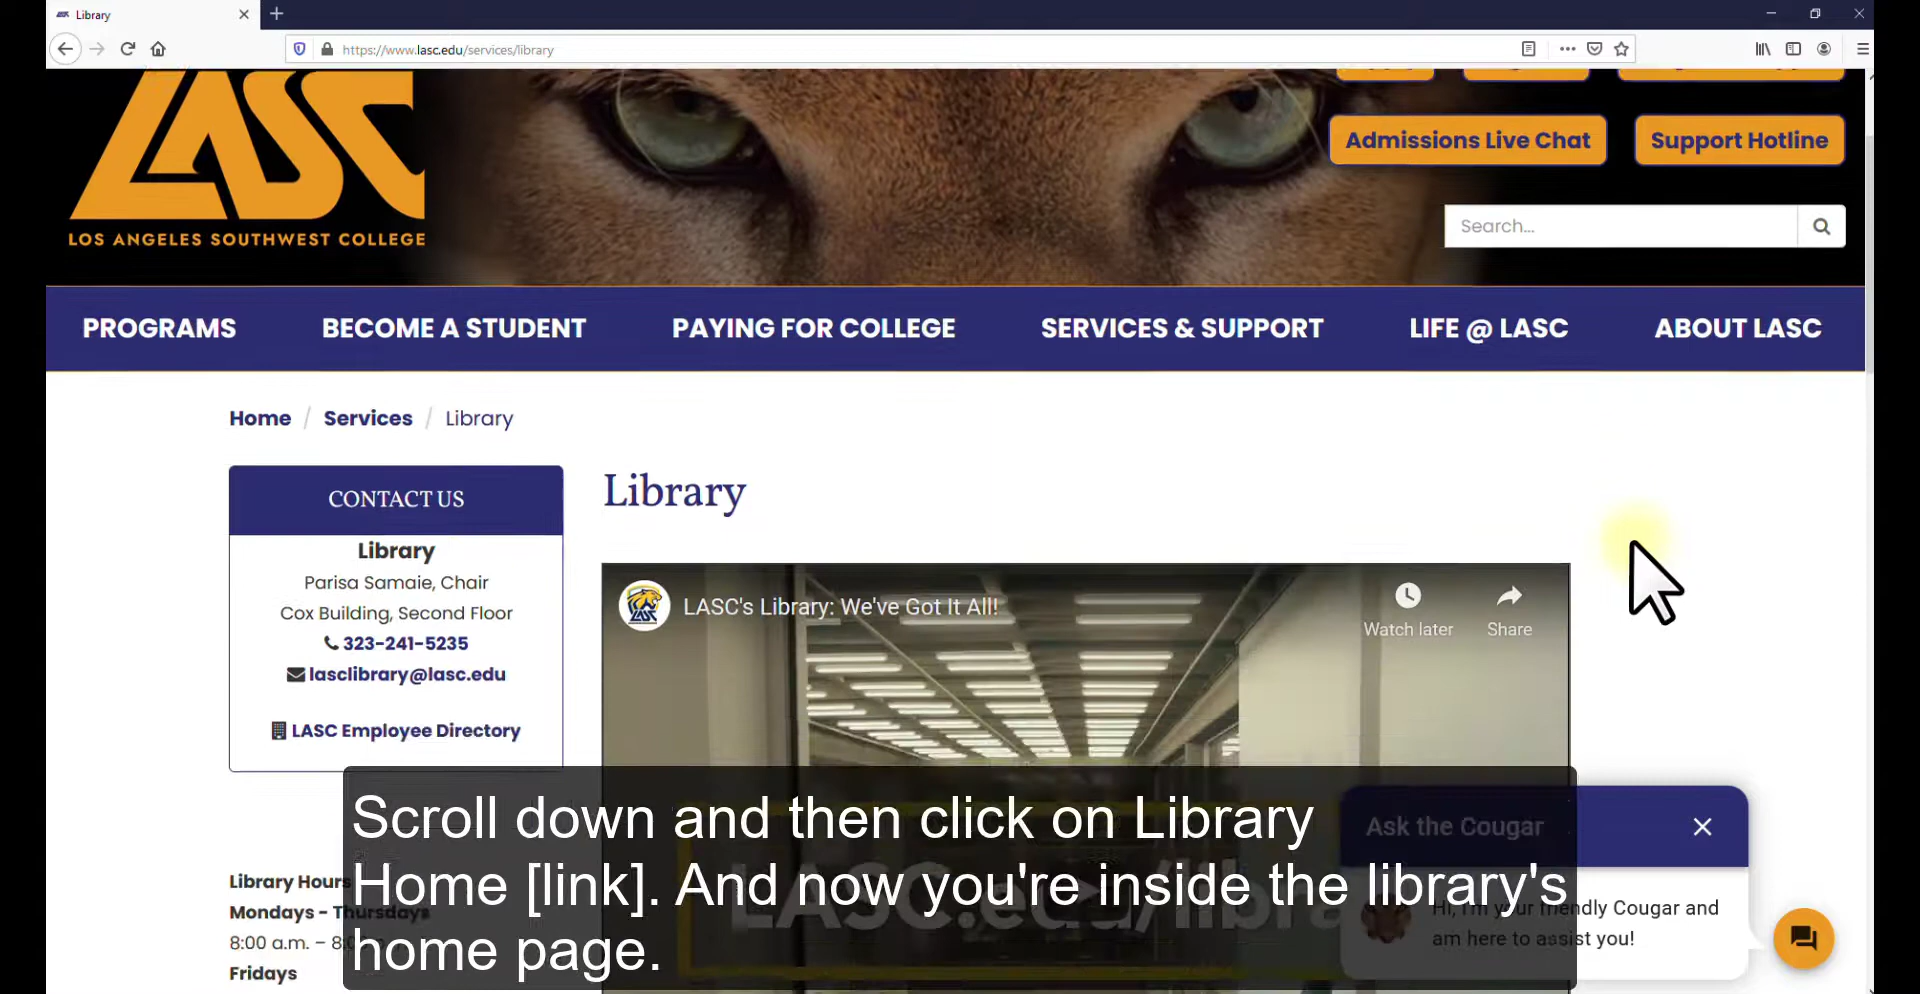 Library
https://www.lasc.edu/services/library
LASC
LOS ANGELES SOUTHWEST COLLEGE
Admissions Live Chat
Support Hotline
Search...
PROGRAMS
BECOME A STUDENT
PAYING FOR COLLEGE
SERVICES & SUPPORT
LIFE @ LASC
ABOUT LASC
Home / Services / Library
CONTACT US
Library
Parisa Samaie, Chair
Cox Building, Second Floor
323-241-5235
lasclibrary@lasc.edu
LASC Employee Directory
Library
LASC's Library: We've Got It All!
Watch later
Share
Library Hours
Mondays - Thursdays
8:00 a.m. –
Fridays
Ask the Cougar
Hi, I'm your friendly Cougar and
am here to assist you!
Scroll down and then click on Library
Home [link]. And now you're inside the library's
home page.